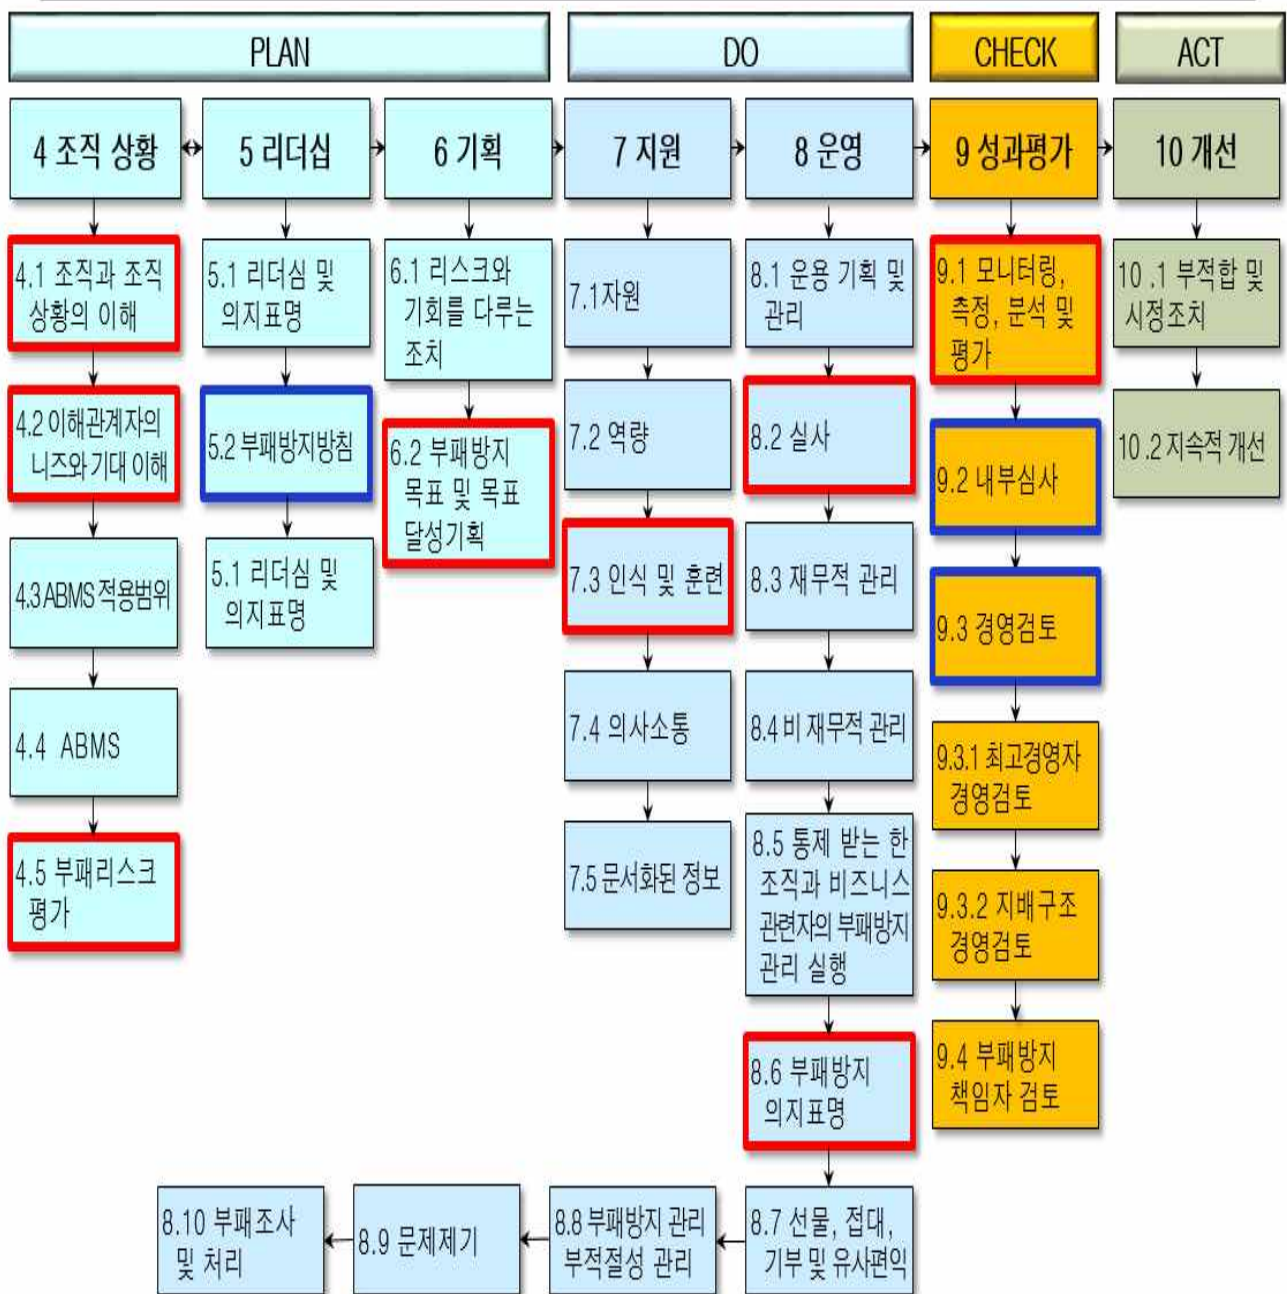 PLAN
DO
CHECK
ACT
4 조직 상황
5 리더십
6 기획
7 지원
8 운영
9 성과평가
10 개선
4.1 조직과 조직
상황의 이해
4.2 이해관계자의
니즈와 기대 이해
4.3 ABMS 적용범위
4.4 ABMS
4.5 부패리스크
평가
5.1 리더심 및
의지표명
5.2 부패방지방침
5.1 리더심 및
의지표명
6.1 리스크와
기회를 다루는
조치
6.2 부패방지
목표 및 목표
달성기획
7.1자원
7.2 역량
7.3 인식 및 훈련
7.4 의사소통
7.5 문서화된 정보
8.1 운용 기획 및
관리
8.2 실사
8.3 재무적 관리
8.4 비 재무적 관리
8.5 통제 받는 한
조직과 비즈니스
관련자의 부패방지
관리 실행
8.6 부패방지
의지표명
8.7 선물, 접대,
기부 및 유사편익
8.8 부패방지 관리
부적절성 관리
8.9 문제제기
8.10 부패조사
및 처리
9.1 모니터링,
측정, 분석 및
평가
9.2 내부심사
9.3 경영검토
9.3.1 최고경영자
경영검토
9.3.2 지배구조
경영검토
9.4 부패방지
책임자 검토
10 .1 부적합 및
시정조치
10 .2 지속적 개선